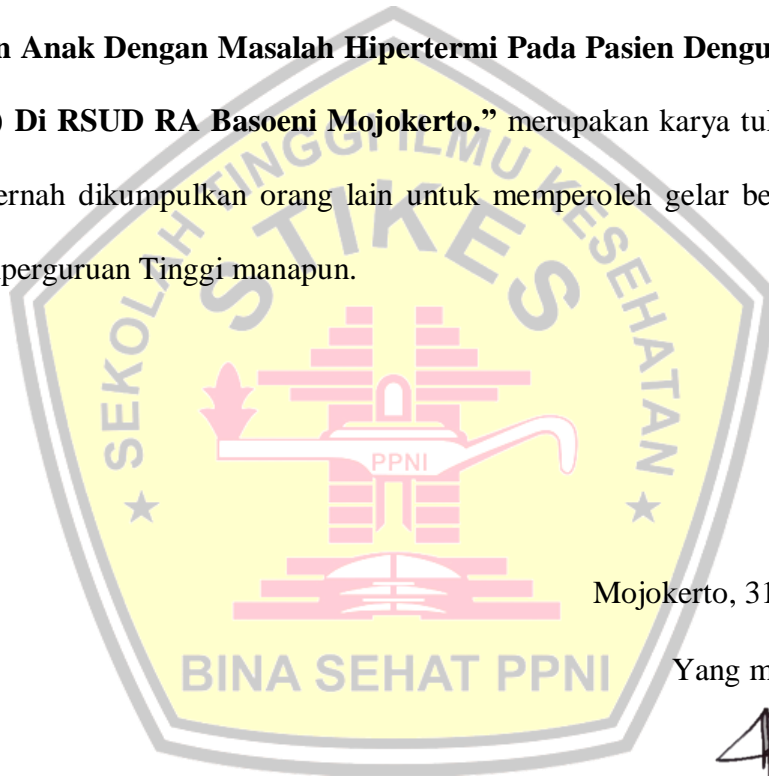 n Anak Dengan Masalah Hipertermi Pada Pasien Dengu
) Di RSUD RA Basoeni Mojokerto.” merupakan karya tul
ernah dikumpulkan orang lain untuk memperoleh gelar be
perguruan Tinggi manapun.
SEKOLAH TINGGI ILMU KESEHATAN
STIKES
PPNI
Mojokerto, 31
BINA SEHAT PPNI
Yang m